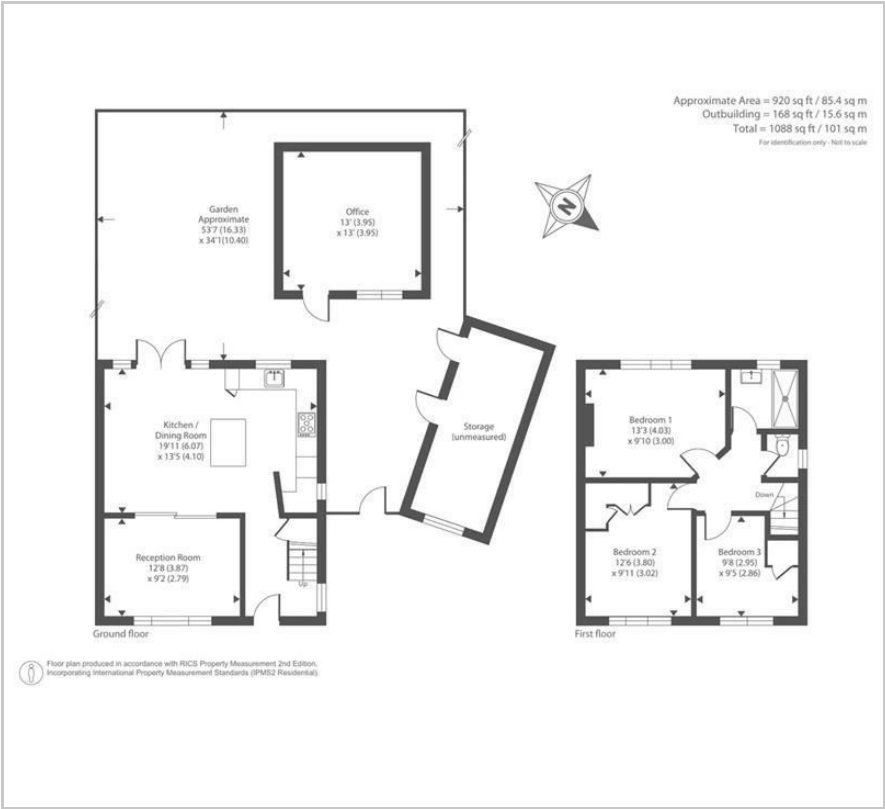 Approximate Area = 920 sq ft / 85.4 sq m
Outbuilding = 168 sq ft / 15.6 sq m
Total = 1088 sq ft / 101 sq m
For identification only - Not to scale
Garden
Approximate
53'7 (16.33)
x 34'1(10.40)
Office
13' (3.95)
x 13' (3.95)
N
Kitchen /
Dining Room
19'11 (6.07)
x 13'5 (4.10)
Storage
(unmeasured)
Reception Room
12'8 (3.87)
x 9'2 (2.79)
Up
Ground floor
Bedroom 1
13'3 (4.03)
x 9'10 (3.00)
Down
Bedroom 2
12'6 (3.80)
x 9'11 (3.02)
Bedroom 3
9'8 (2.95)
x 9'5 (2.86)
First floor
Floor plan produced in accordance with RICS Property Measurement 2nd Edition,
Incorporating International Property Measurement Standards (IPMS2 Residential).